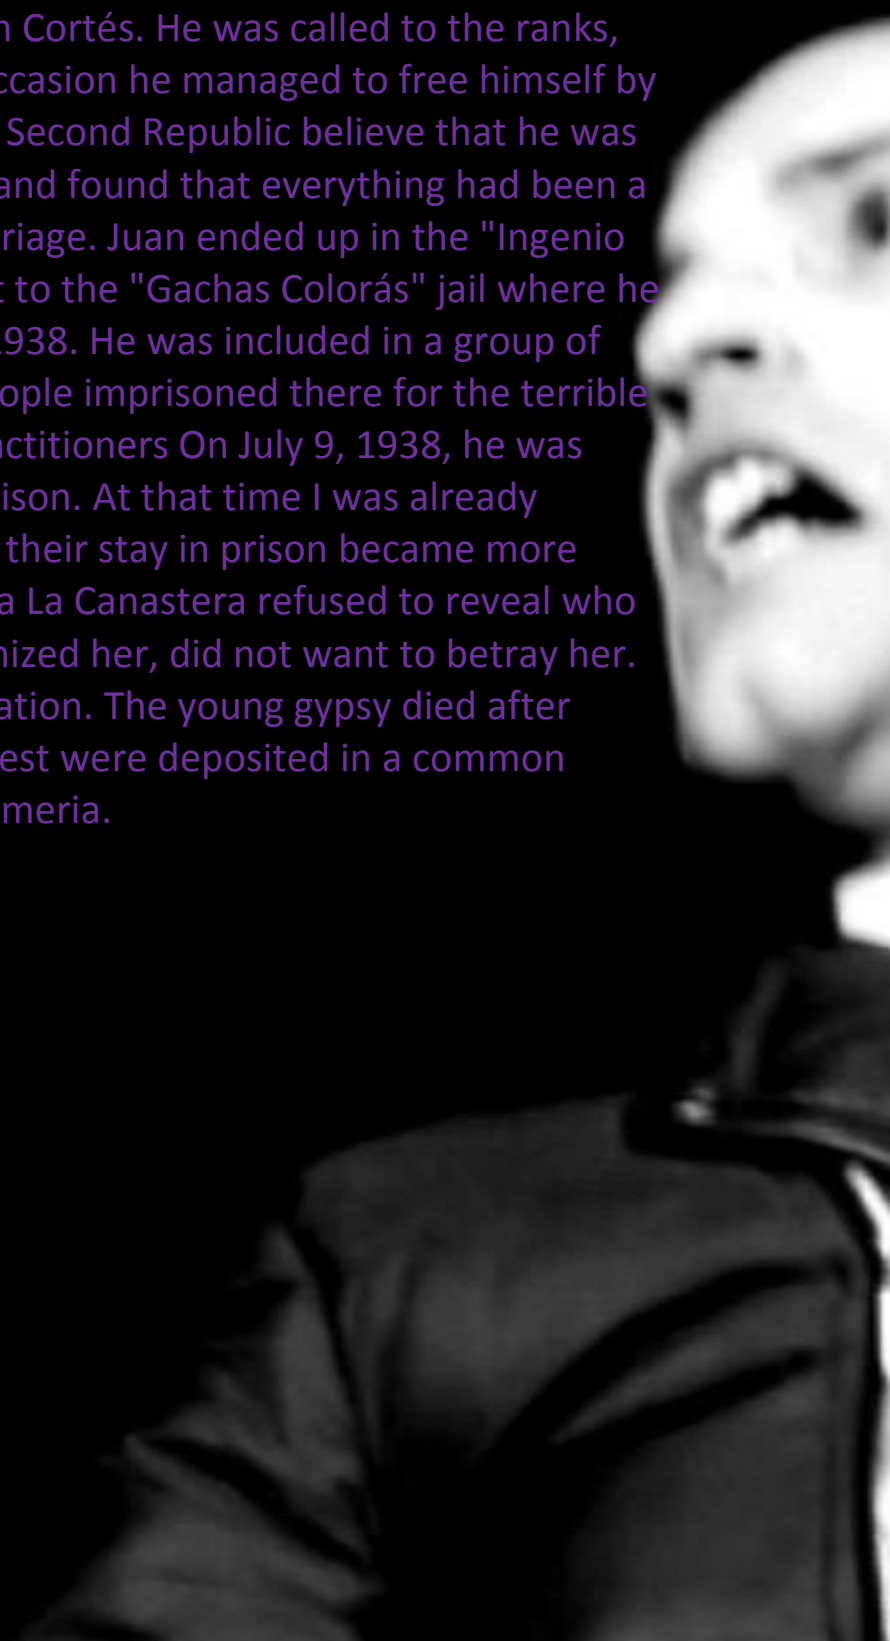 n Cortés. He was called to the ranks,
ccasion he managed to free himself by
Second Republic believe that he was
and found that everything had been a
riage. Juan ended up in the "Ingenio
t to the "Gachas Colorás" jail where he
1938. He was included in a group of
ople imprisoned there for the terrible
actitioners On July 9, 1938, he was
ison. At that time I was already
their stay in prison became more
a La Canastera refused to reveal who
nized her, did not want to betray her.
ation. The young gypsy died after
est were deposited in a common
meria.